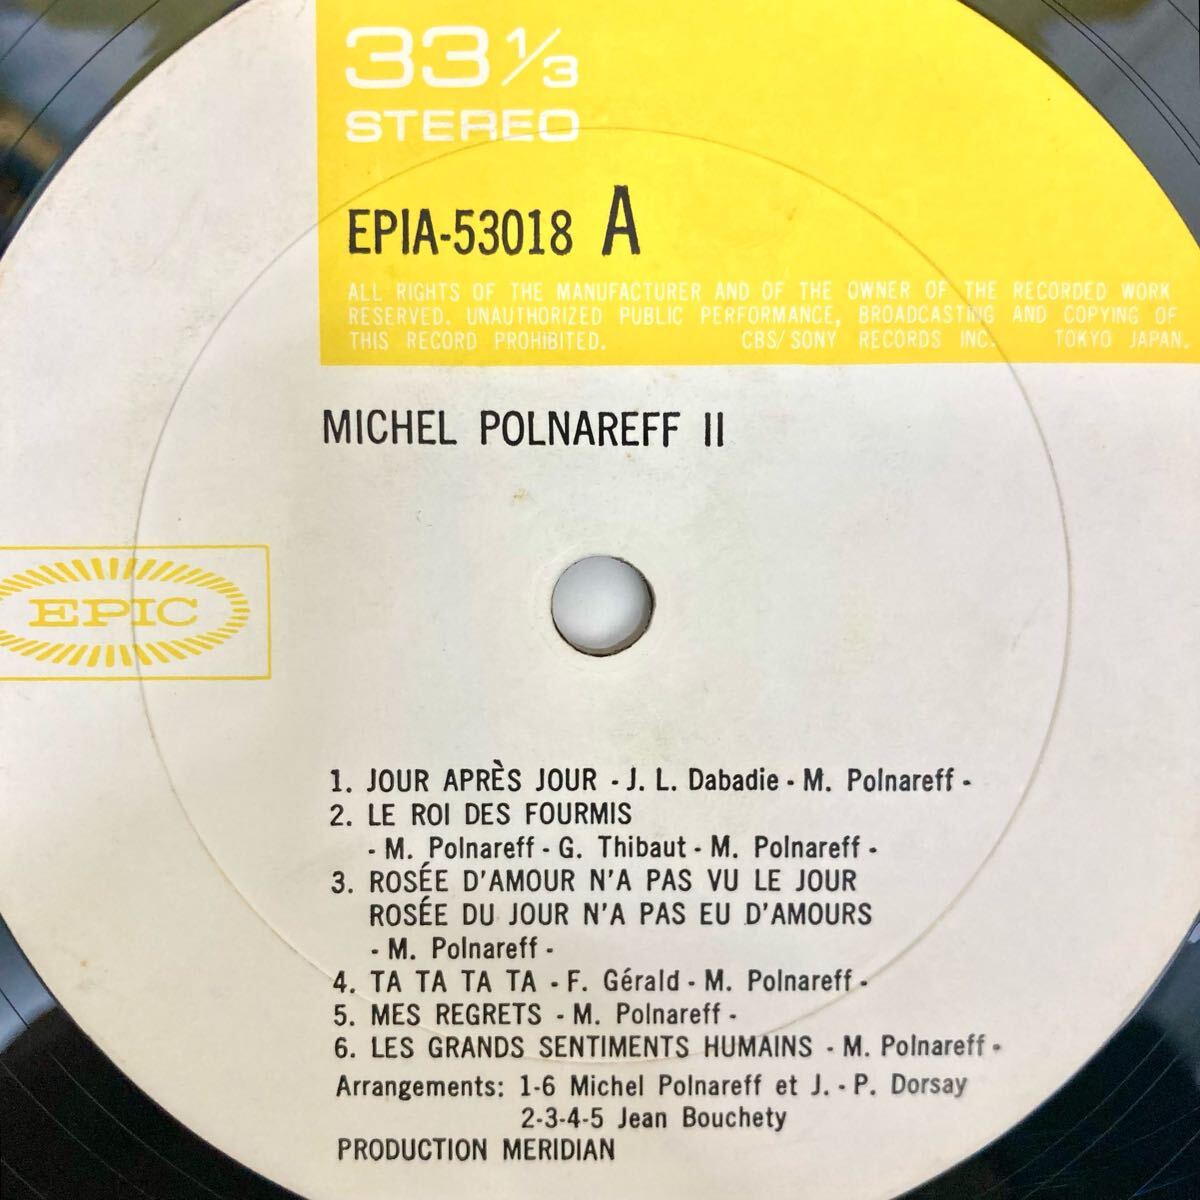 33 1/3
STEREO
EPIA-53018 A
ALL RIGHTS OF THE MANUFACTURER AND OF THE OWNER OF THE RECORDED WORK
RESERVED. UNAUTHORIZED PUBLIC PERFORMANCE, BROADCASTING AND COPYING OF
THIS RECORD PROHIBITED. CBS/SONY RECORDS INC. TOKYO JAPAN.
MICHEL POLNAREFF II
EPIC
1. JOUR APRÈS JOUR - J. L. Dabadie - M. Polnareff -
2. LE ROI DES FOURMIS
- M. Polnareff - G. Thibaut - M. Polnareff -
3. ROSÉE D'AMOUR N'A PAS VU LE JOUR
ROSÉE DU JOUR N'A PAS EU D'AMOURS
- M. Polnareff -
4. TA TA TA TA - F. Gérald - M. Polnareff -
5. MES REGRETS - M. Polnareff -
6. LES GRANDS SENTIMENTS HUMAINS - M. Polnareff -
Arrangements: 1-6 Michel Polnareff et J. - P. Dorsay
2-3-4-5 Jean Bouchety
PRODUCTION MERIDIAN